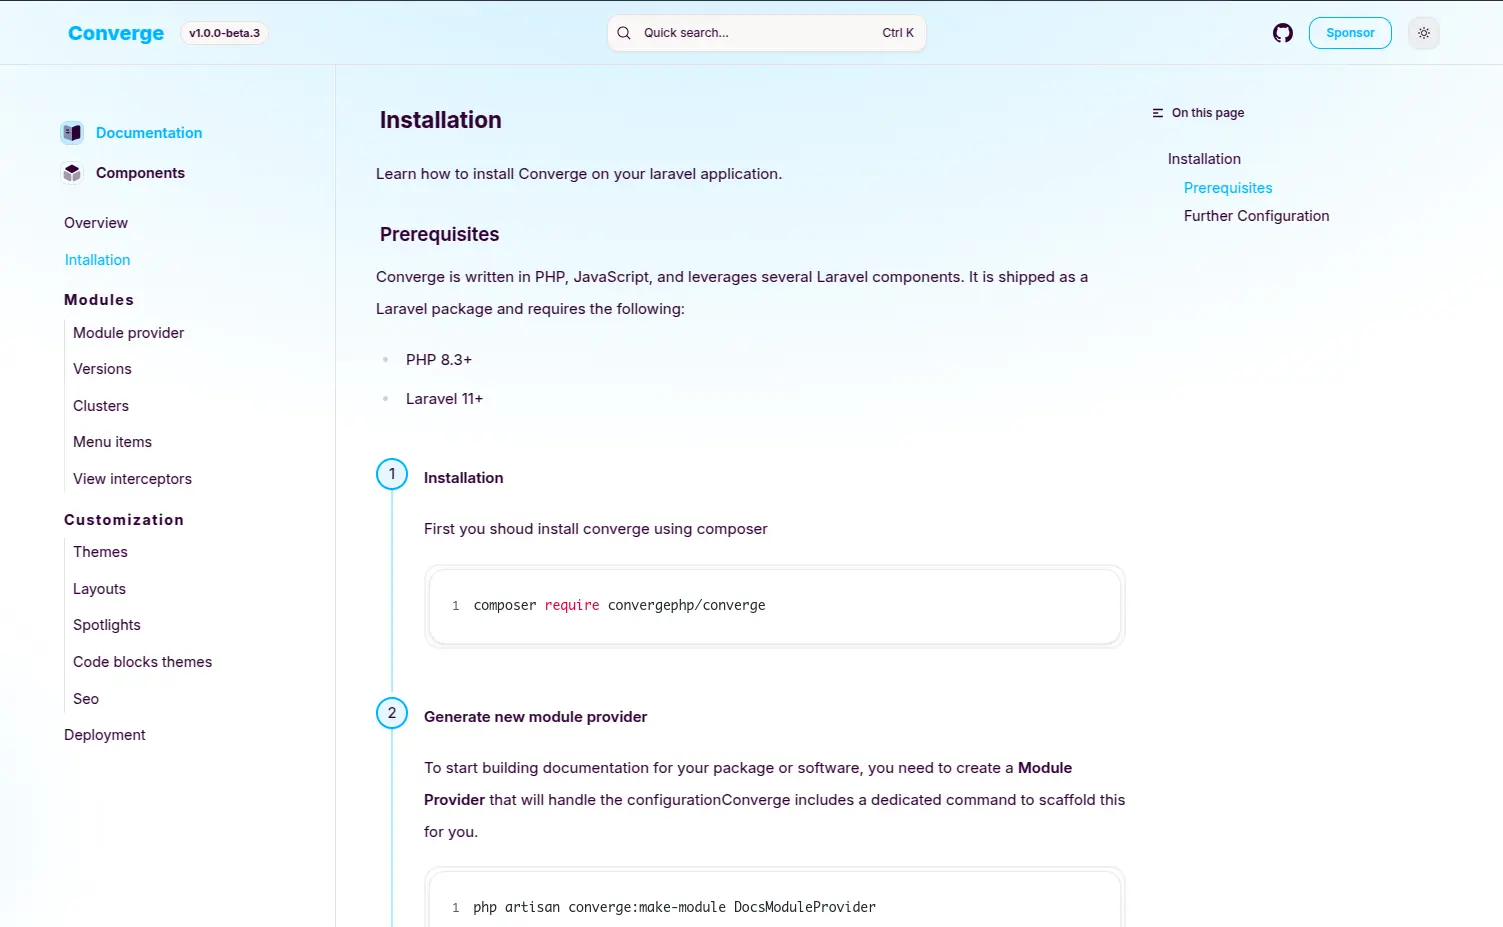 Converge
v1.0.0-beta.3
Quick search...
Ctrl K
Sponsor
Documentation
Components
Overview
Intallation
Modules
Module provider
Versions
Clusters
Menu items
View interceptors
Customization
Themes
Layouts
Spotlights
Code blocks themes
Seo
Deployment
Installation
Learn how to install Converge on your laravel application.
Prerequisites
Converge is written in PHP, JavaScript, and leverages several Laravel components. It is shipped as a
Laravel package and requires the following:
PHP 8.3+
Laravel 11+
1
Installation
First you shoud install converge using composer
1 composer require convergephp/converge
2
Generate new module provider
To start building documentation for your package or software, you need to create a Module
Provider that will handle the configurationConverge includes a dedicated command to scaffold this
for you.
1 php artisan converge:make-module DocsModuleProvider
On this page
Installation
Prerequisites
Further Configuration